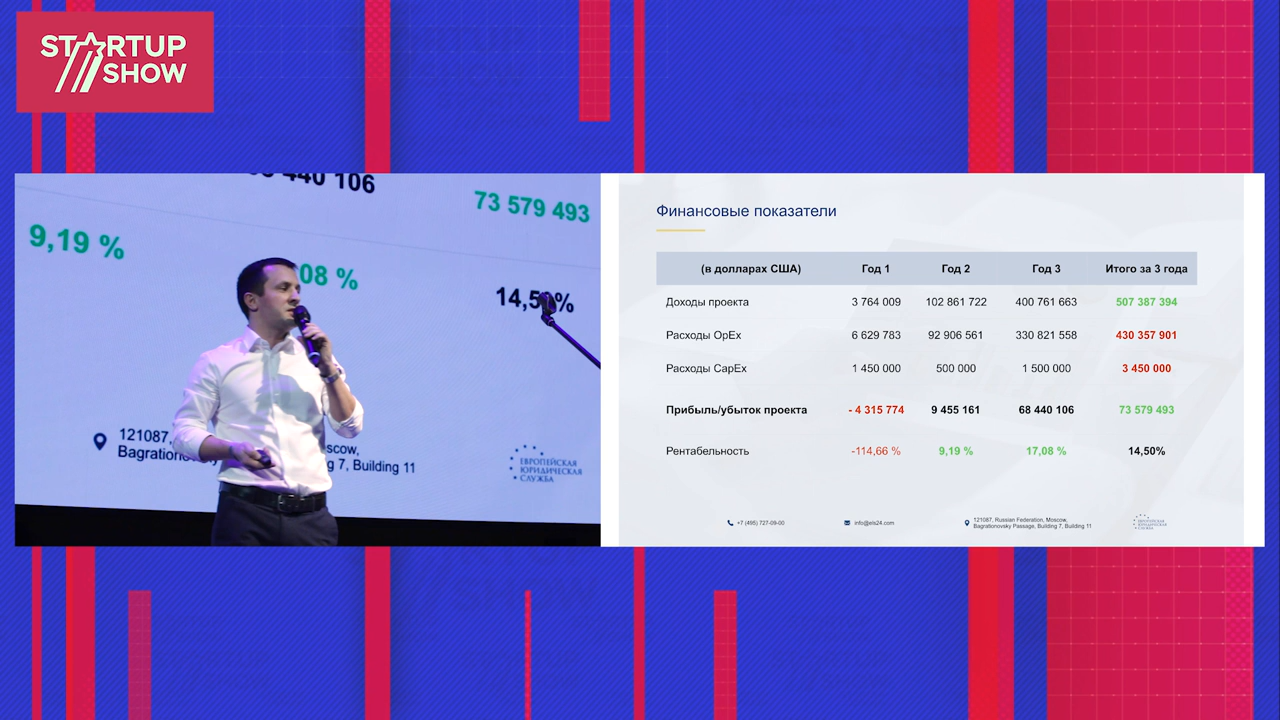 STARTUP
SHOW
440 106
73 579 493
9,19 %
08 %
14,5 %
121087,
scow,
g 7, Building 11
ЕВРОПЕЙСКАЯ
ЮРИДИЧЕСКАЯ
СЛУЖБА
Финансовые показатели
(в долларах США) Год 1 Год 2 Год 3 Итого за 3 года
Доходы проекта 3 764 009 102 861 722 400 761 663 507 387 394
Расходы OpEx 6 629 783 92 906 561 330 821 558 430 357 901
Расходы CapEx 1 450 000 500 000 1 500 000 3 450 000
Прибыль/убыток проекта - 4 315 774 9 455 161 68 440 106 73 579 493
Рентабельность -114,66 % 9,19 % 17,08 % 14,50%
+7 (495) 727-09-00 info@els24.com 121087, Russian Federation, Moscow,
Bagrationovsky Passage, Building 7, Building 11
ЕВРОПЕЙСКАЯ
ЮРИДИЧЕСКАЯ
СЛУЖБА